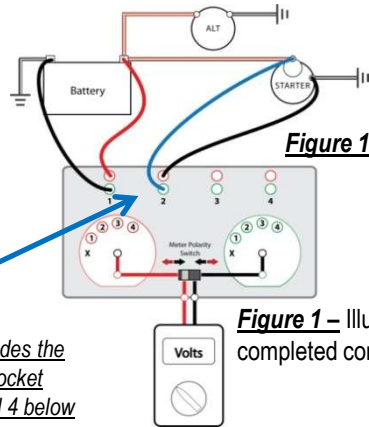 ALT
Battery
STARTER
Figure 1
1 2 3 4
1 2 3 4
X
Meter Polarity
Switch
1 2 3 4
X
Figure 1 – Illu
completed con
des the
ocket
4 below
Volts